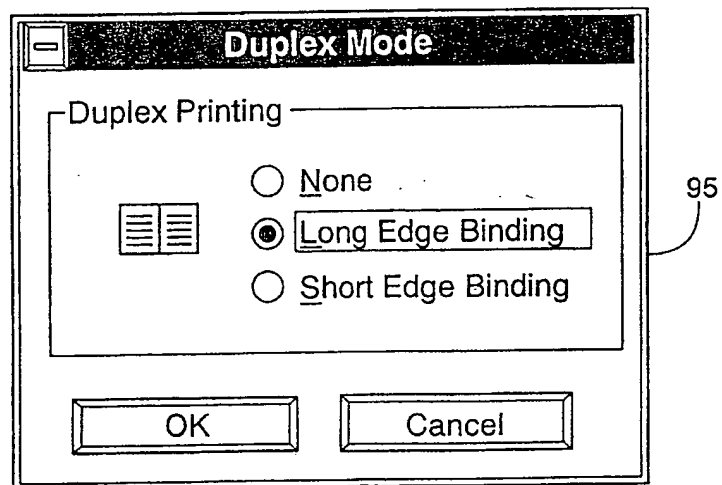 Duplex Mode
Duplex Printing
None
Long Edge Binding
Short Edge Binding
OK
Cancel
95